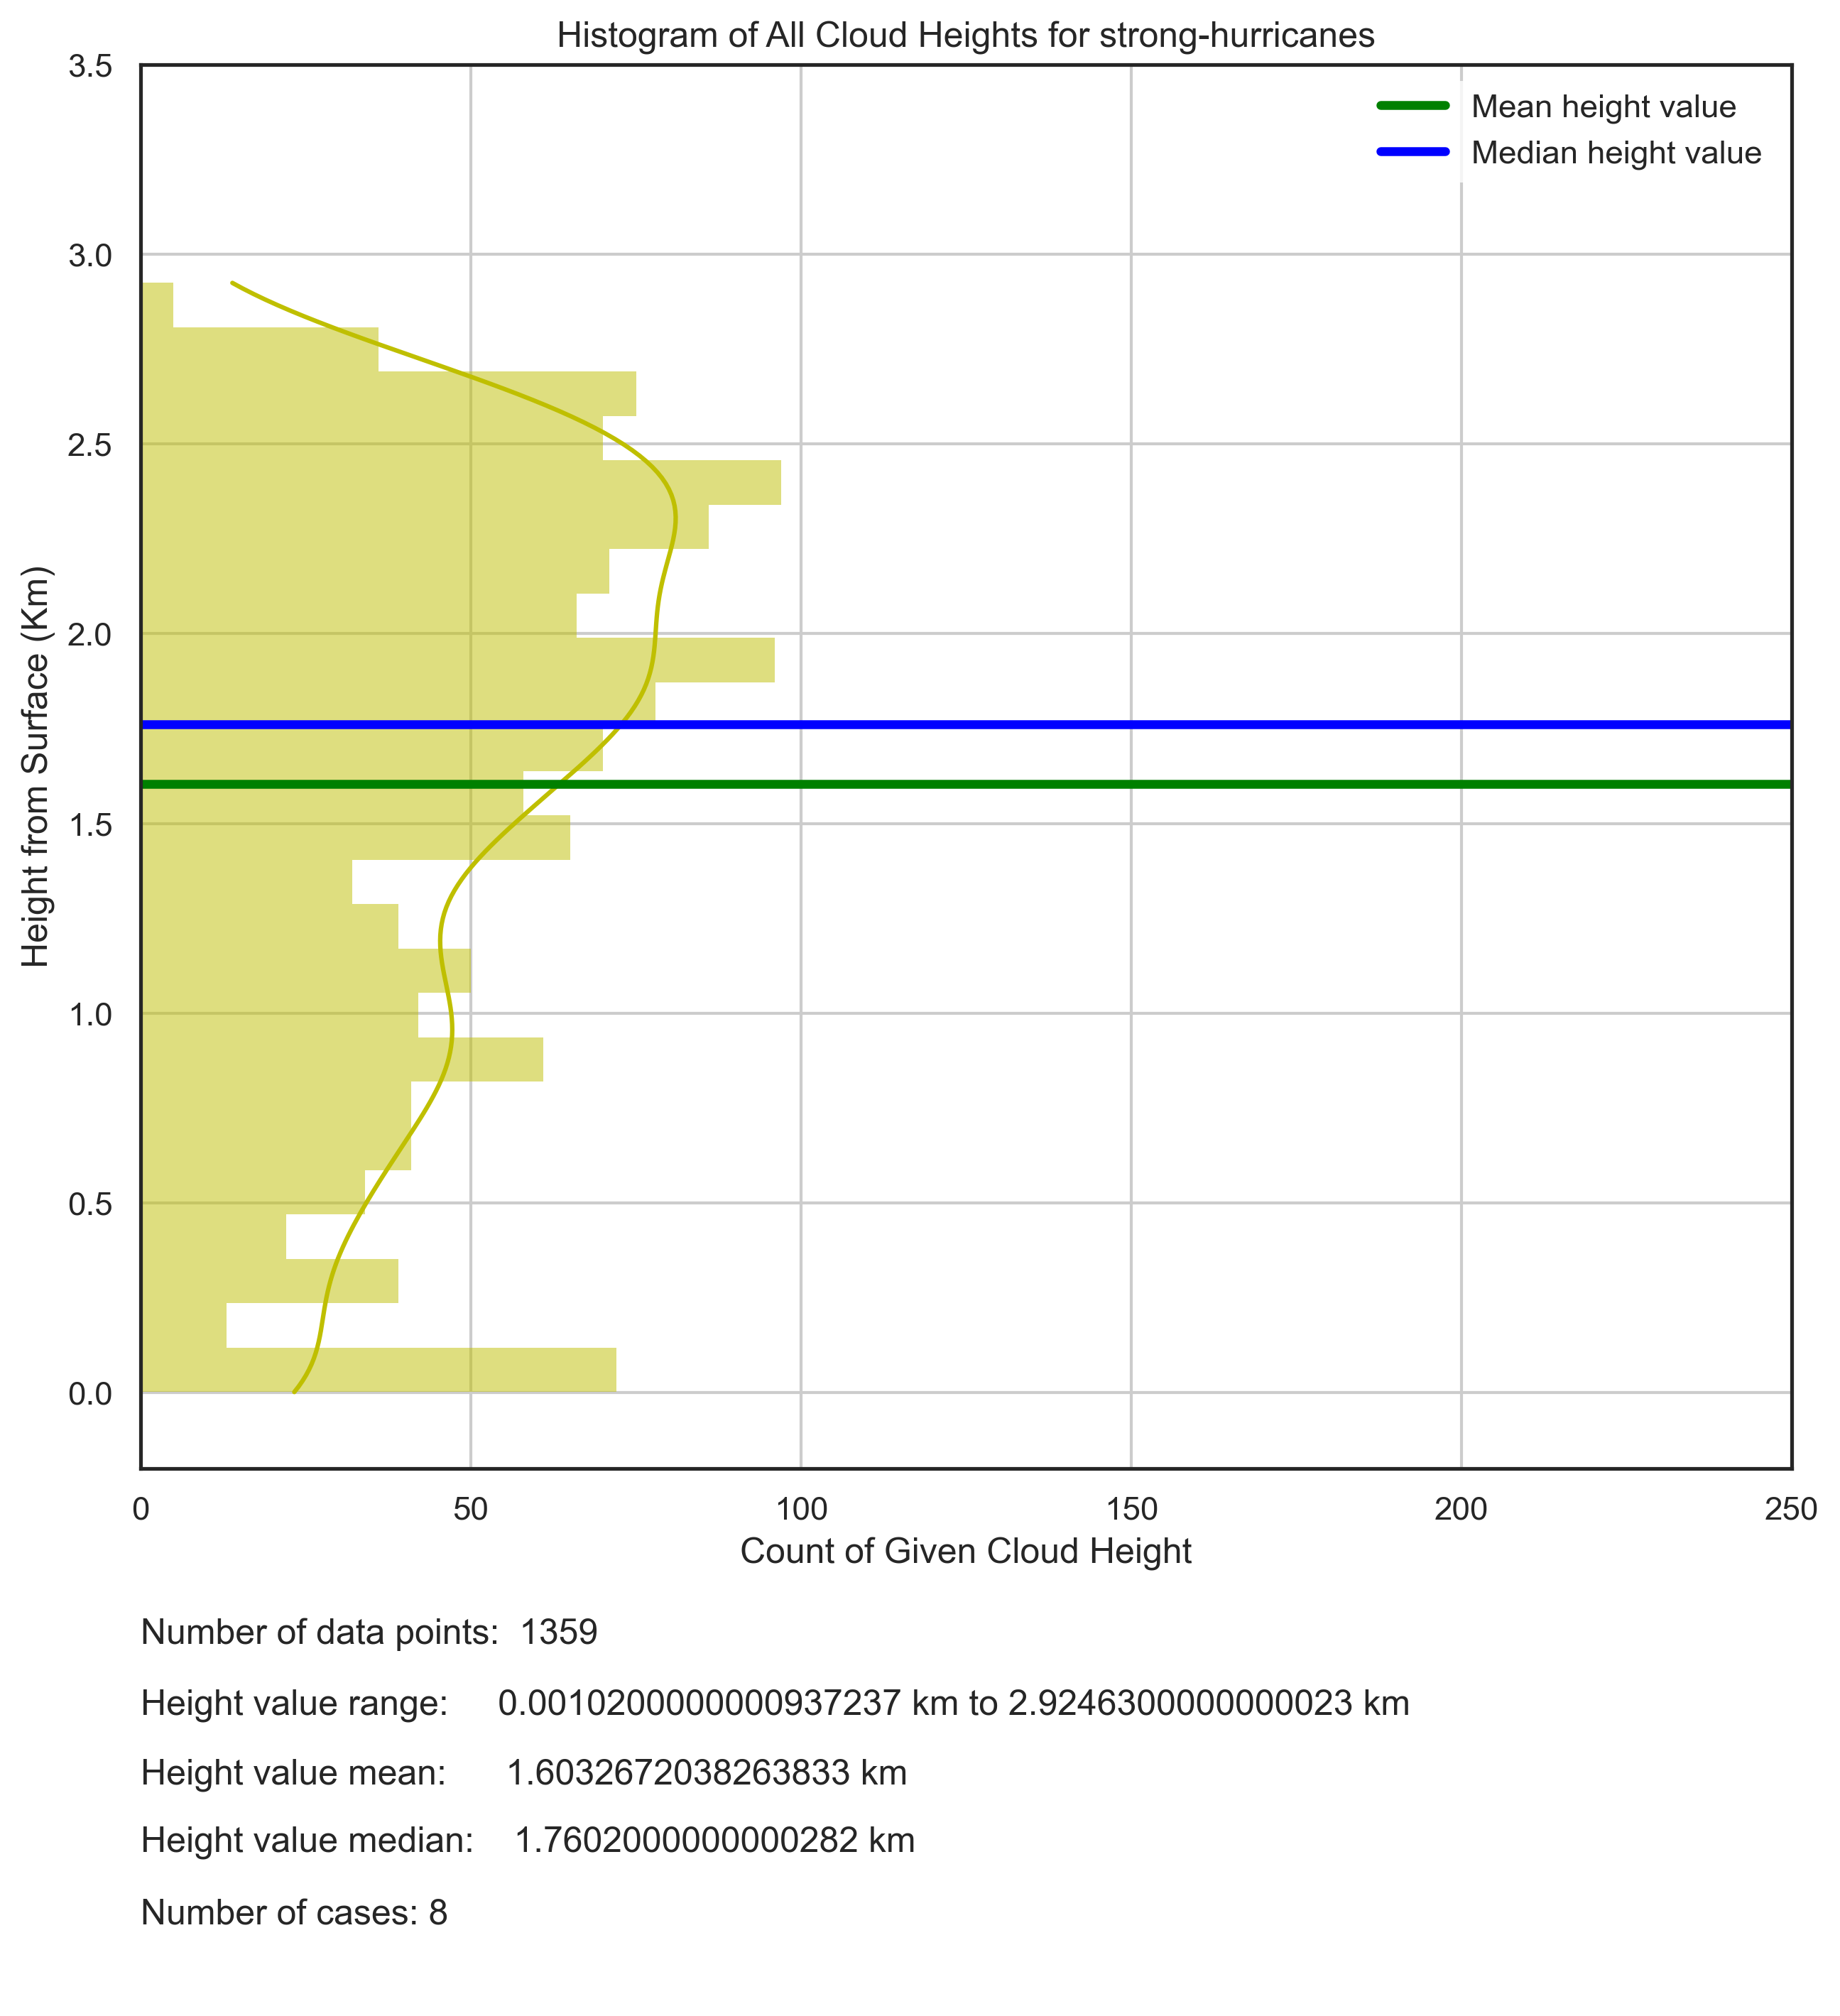 Histogram of All Cloud Heights for strong-hurricanes
3.5
3.0
2.5
2.0
1.5
1.0
0.5
0.0
Height from Surface (Km)
Mean height value
Median height value
0 50 100 150 200 250
Count of Given Cloud Height
Number of data points: 1359
Height value range: 0.0010200000000937237 km to 2.9246300000000023 km
Height value mean: 1.6032672038263833 km
Height value median: 1.7602000000000282 km
Number of cases: 8